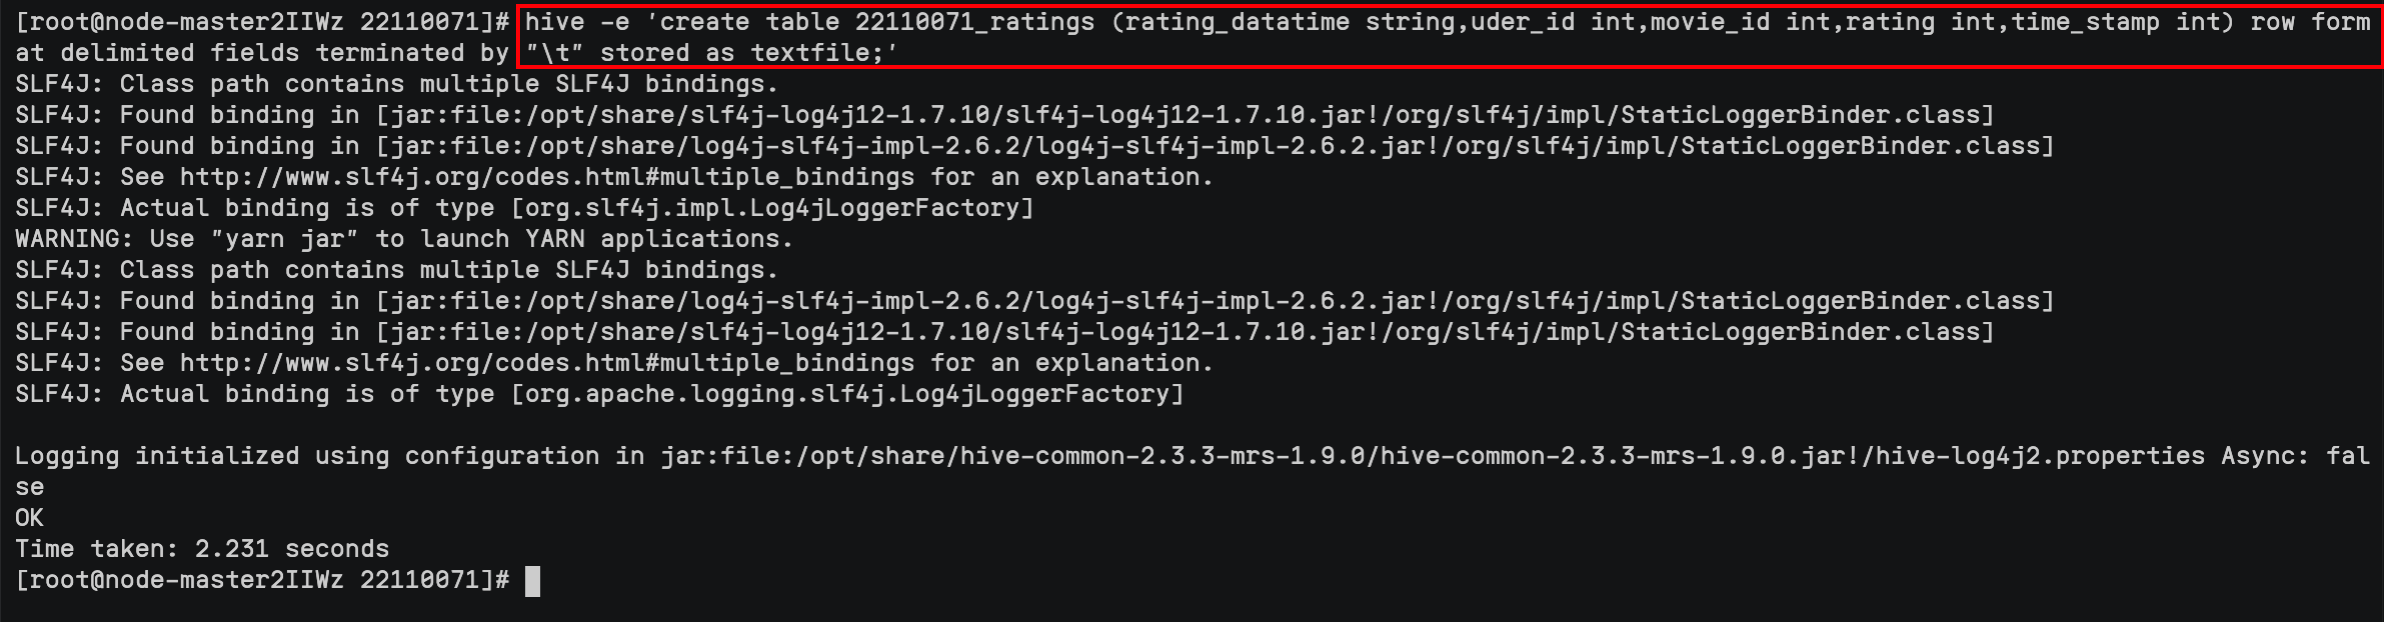 [root@node-master2IIWz 22110071]# hive -e 'create table 22110071_ratings (rating_datatime string,uder_id int,movie_id int,rating int,time_stamp int) row form
at delimited fields terminated by "\t" stored as textfile;'
SLF4J: Class path contains multiple SLF4J bindings.
SLF4J: Found binding in [jar:file:/opt/share/slf4j-log4j12-1.7.10/slf4j-log4j12-1.7.10.jar!/org/slf4j/impl/StaticLoggerBinder.class]
SLF4J: Found binding in [jar:file:/opt/share/log4j-slf4j-impl-2.6.2/log4j-slf4j-impl-2.6.2.jar!/org/slf4j/impl/StaticLoggerBinder.class]
SLF4J: See http://www.slf4j.org/codes.html#multiple_bindings for an explanation.
SLF4J: Actual binding is of type [org.slf4j.impl.Log4jLoggerFactory]
WARNING: Use "yarn jar" to launch YARN applications.
SLF4J: Class path contains multiple SLF4J bindings.
SLF4J: Found binding in [jar:file:/opt/share/log4j-slf4j-impl-2.6.2/log4j-slf4j-impl-2.6.2.jar!/org/slf4j/impl/StaticLoggerBinder.class]
SLF4J: Found binding in [jar:file:/opt/share/slf4j-log4j12-1.7.10/slf4j-log4j12-1.7.10.jar!/org/slf4j/impl/StaticLoggerBinder.class]
SLF4J: See http://www.slf4j.org/codes.html#multiple_bindings for an explanation.
SLF4J: Actual binding is of type [org.apache.logging.slf4j.Log4jLoggerFactory]
Logging initialized using configuration in jar:file:/opt/share/hive-common-2.3.3-mrs-1.9.0/hive-common-2.3.3-mrs-1.9.0.jar!/hive-log4j2.properties Async: fal
se
OK
Time taken: 2.231 seconds
[root@node-master2IIWz 22110071]#